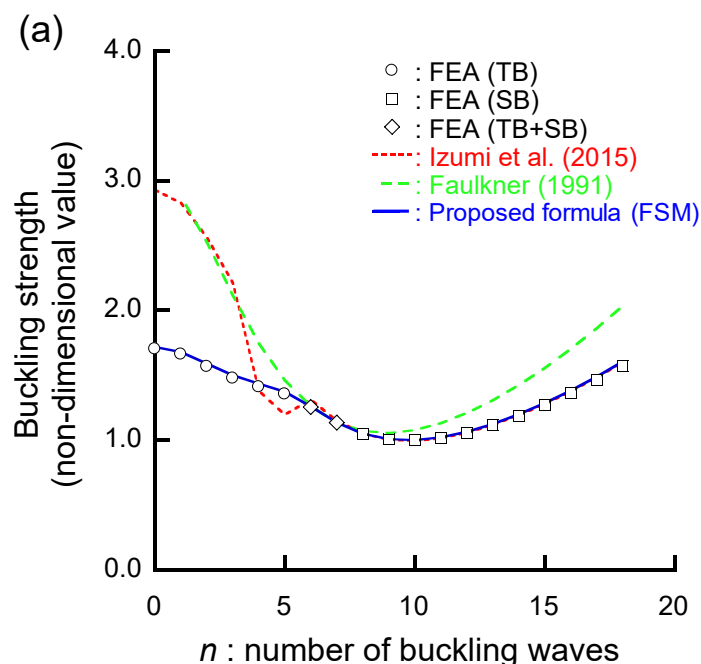 (a)
4.0
: FEA (TB)
: FEA (SB)
: FEA (TB+SB)
: Izumi et al. (2015)
: Faulkner (1991)
: Proposed formula (FSM)
3.0
2.0
1.0
0.0
Buckling strength
(non-dimensional value)
0 5 10 15 20
n : number of buckling waves